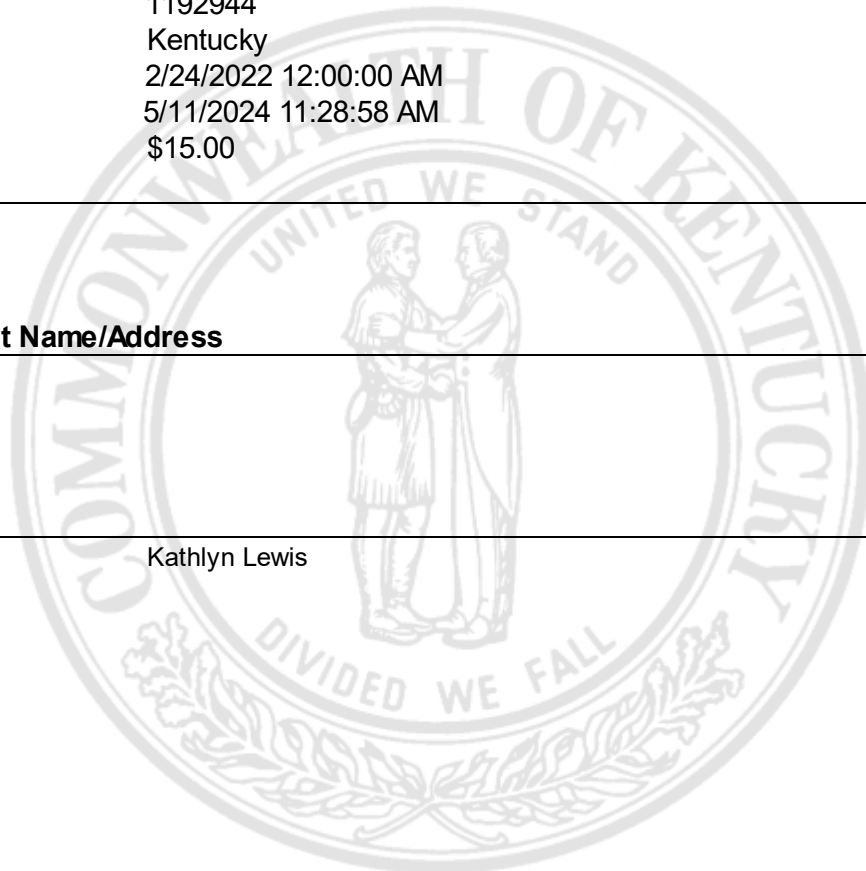 1192944
Kentucky
2/24/2022 12:00:00 AM
5/11/2024 11:28:58 AM
$15.00
t Name/Address
Kathlyn Lewis
COMMONWEALTH OF KENTUCKY
UNITED WE STAND
DIVIDED WE FALL